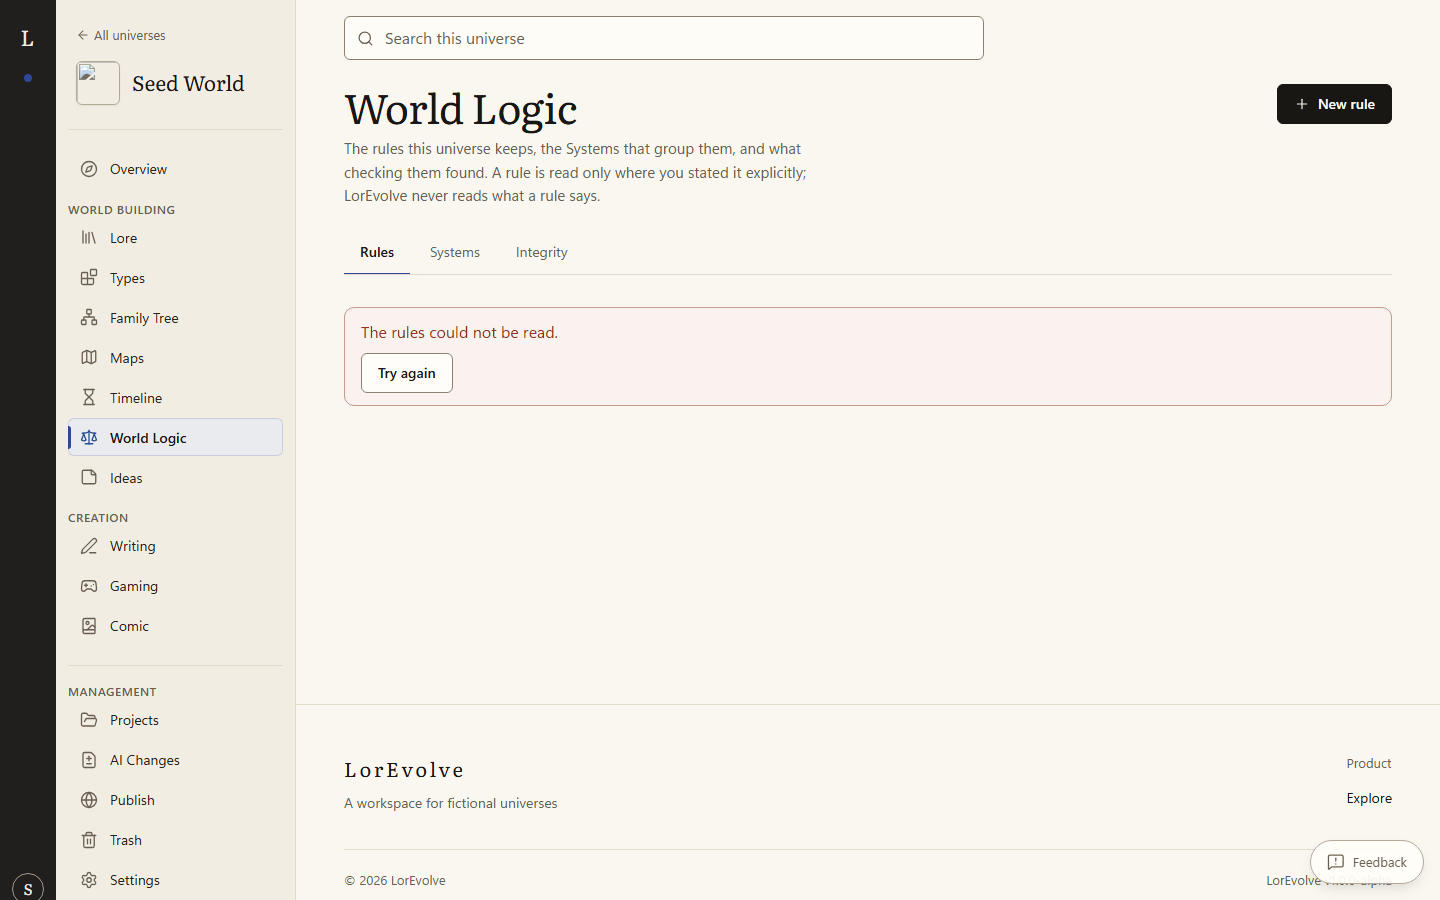 L
All universes
Seed World
Overview
WORLD BUILDING
Lore
Types
Family Tree
Maps
Timeline
World Logic
Ideas
CREATION
Writing
Gaming
Comic
MANAGEMENT
Projects
AI Changes
Publish
Trash
Settings
S
Search this universe
World Logic
New rule
The rules this universe keeps, the Systems that group them, and what
checking them found. A rule is read only where you stated it explicitly;
LorEvolve never reads what a rule says.
Rules Systems Integrity
The rules could not be read.
Try again
LorEvolve
A workspace for fictional universes
Product
Explore
Feedback
© 2026 LorEvolve
LorEvolve